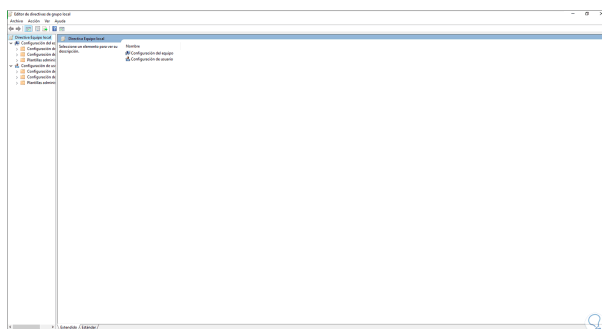 Editor de directivas de grupo local
Archivo Acción Ver Ayuda
Directiva Equipo local
Configuración del eq
Configuración de
Configuración de
Plantillas adminis
Configuración de usu
Configuración de
Configuración de
Plantillas adminis
Directiva Equipo local
Seleccione un elemento para ver su
descripción.
Nombre
Configuración del equipo
Configuración de usuario
Extendido Estándar